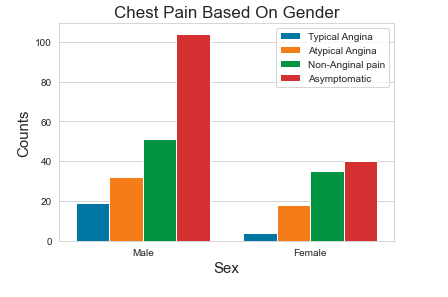 Chest Pain Based On Gender
Typical Angina
Atypical Angina
Non-Anginal pain
Asymptomatic
Counts
100
80
60
40
20
0
Male
Female
Sex